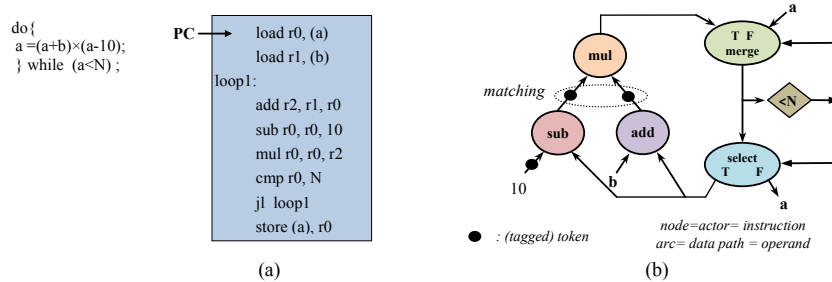 do{
a =(a+b)×(a-10);
} while (a<N) ;
PC
load r0, (a)
load r1, (b)
loop1:
add r2, r1, r0
sub r0, r0, 10
mul r0, r0, r2
cmp r0, N
jl loop1
store (a), r0
(a)
a
T F
merge
mul
matching
<N
sub
add
select
T F
10
b
a
: (tagged) token
node=actor= instruction
arc= data path = operand
(b)